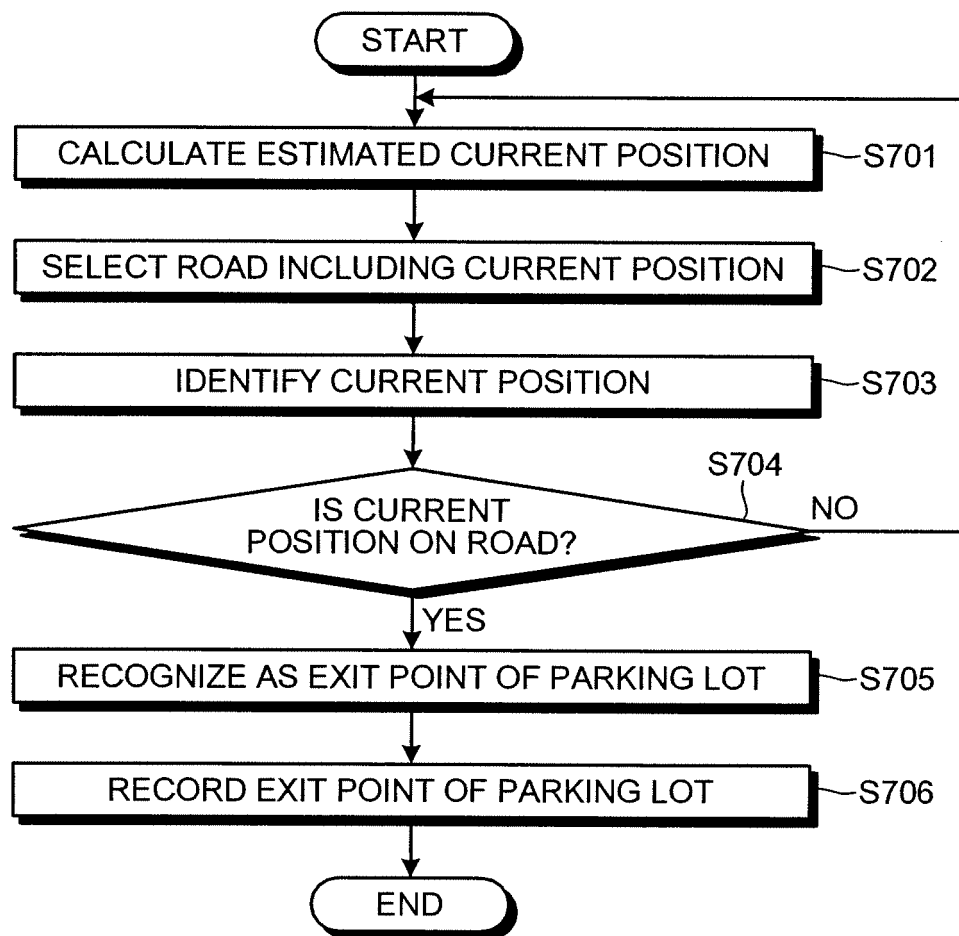 START
CALCULATE ESTIMATED CURRENT POSITION
S701
SELECT ROAD INCLUDING CURRENT POSITION
S702
IDENTIFY CURRENT POSITION
S703
S704
IS CURRENT
POSITION ON ROAD?
NO
YES
RECOGNIZE AS EXIT POINT OF PARKING LOT
S705
RECORD EXIT POINT OF PARKING LOT
S706
END